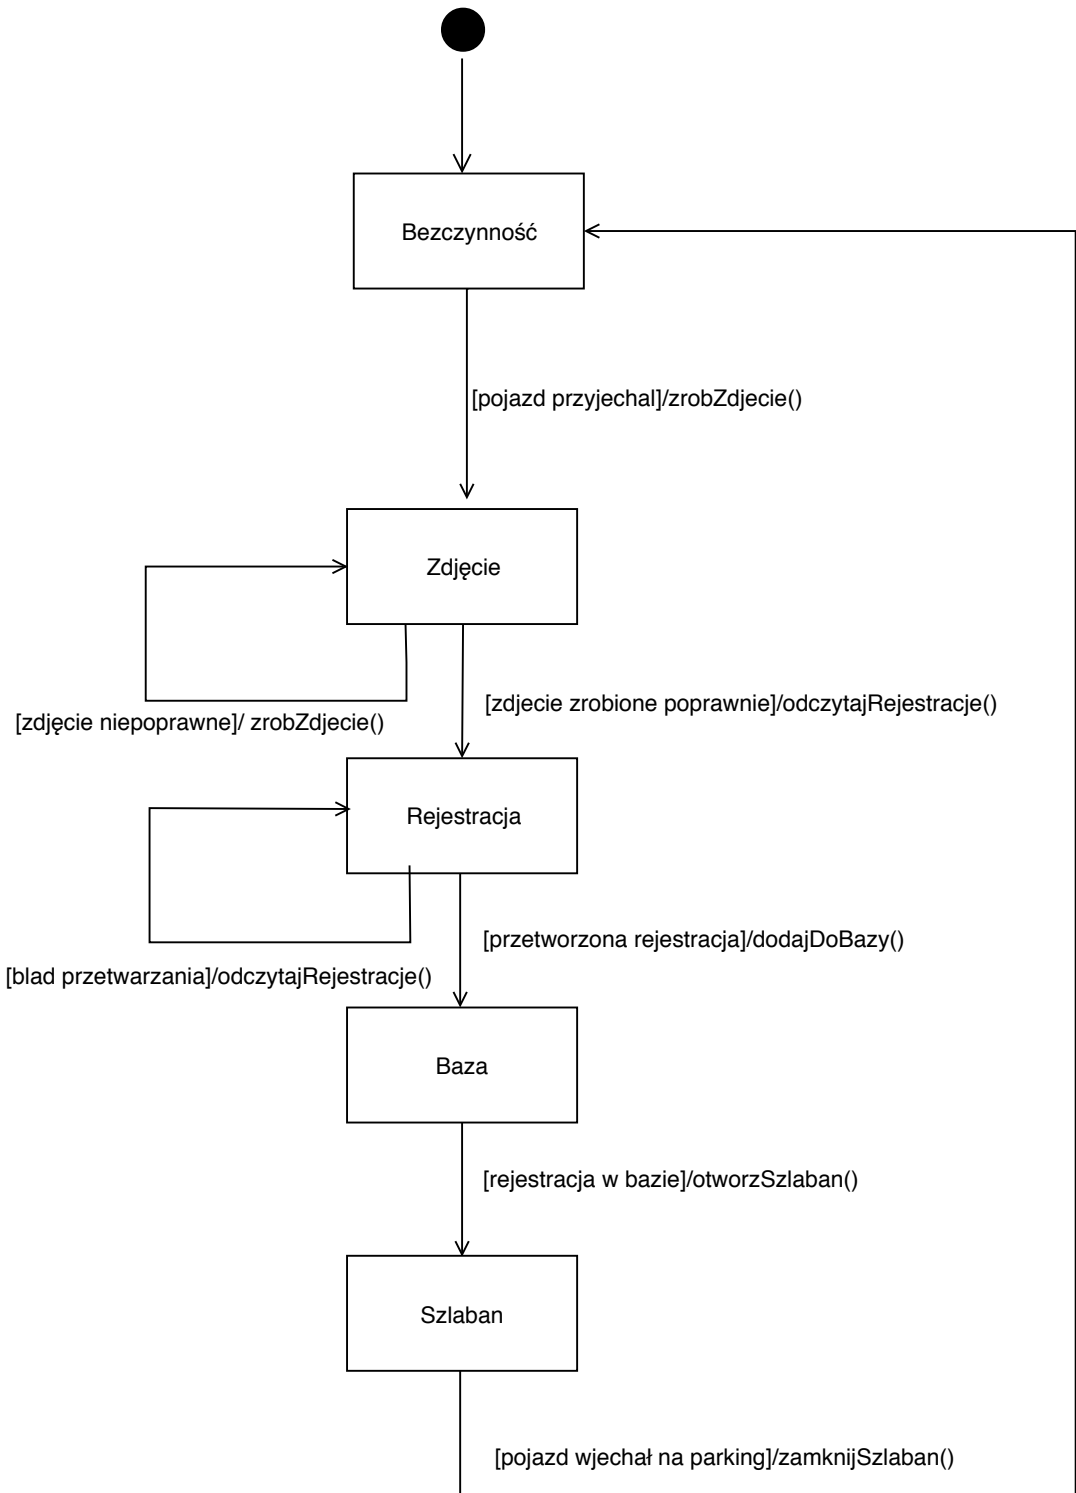 Bezczynność
[pojazd przyjechal]/zrobZdjecie()
Zdjęcie
[zdjecie zrobione poprawnie]/odczytajRejestracje()
[zdjęcie niepoprawne]/ zrobZdjecie()
Rejestracja
[przetworzona rejestracja]/dodajDoBazy()
[blad przetwarzania]/odczytajRejestracje()
Baza
[rejestracja w bazie]/otworzSzlaban()
Szlaban
[pojazd wjechał na parking]/zamknijSzlaban()